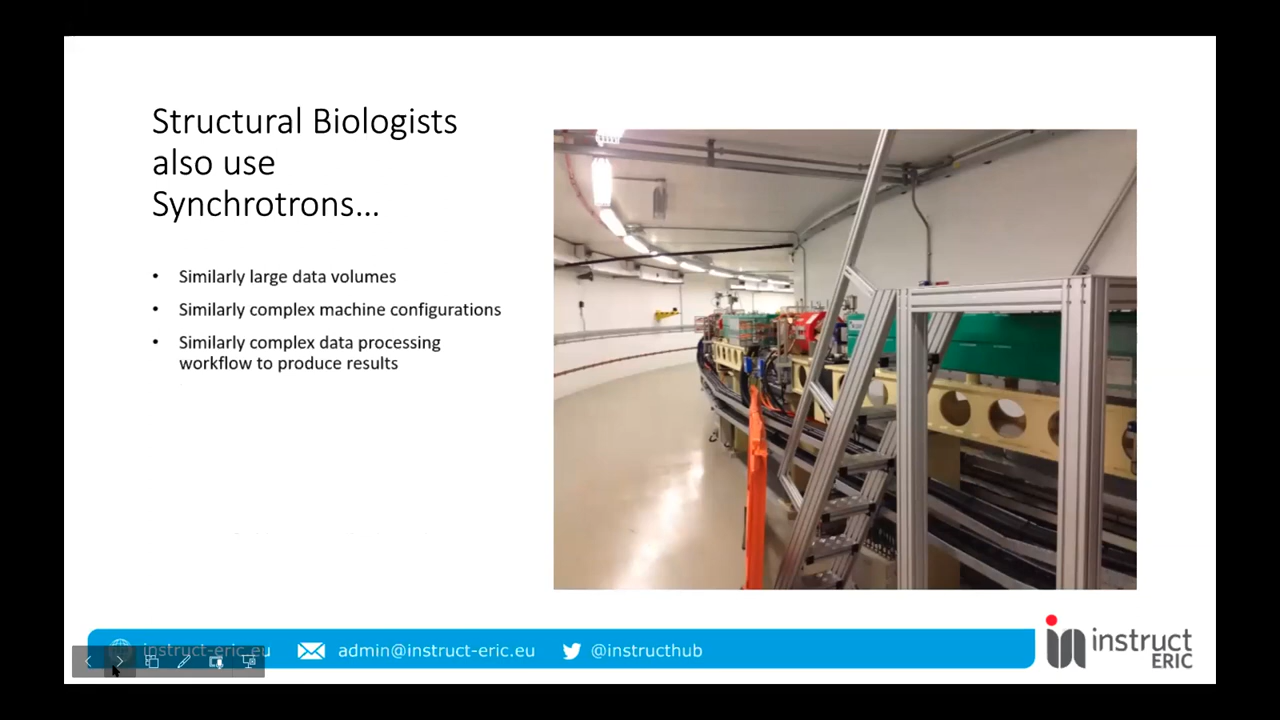 Structural Biologists
also use
Synchrotrons...
• Similarly large data volumes
• Similarly complex machine configurations
• Similarly complex data processing
workflow to produce results
instruct-eric.eu
admin@instruct-eric.eu
@instructhub
instruct
ERIC